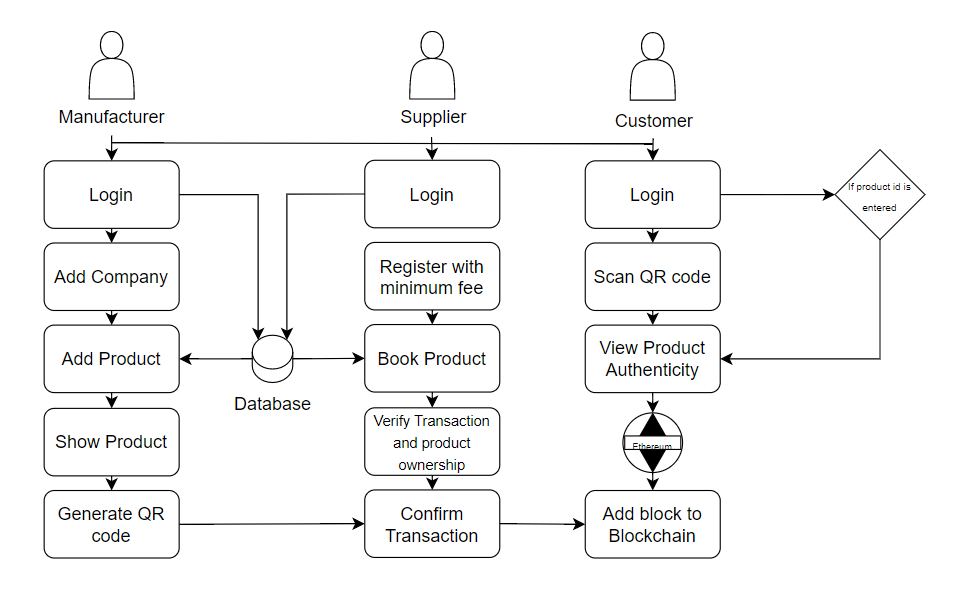 Manufacturer
Supplier
Customer
Login
Login
Login
If product id is
entered
Add Company
Register with
minimum fee
Scan QR code
Add Product
Book Product
View Product
Authenticity
Database
Show Product
Verify Transaction
and product
ownership
Ethereum
Generate QR
code
Confirm
Transaction
Add block to
Blockchain